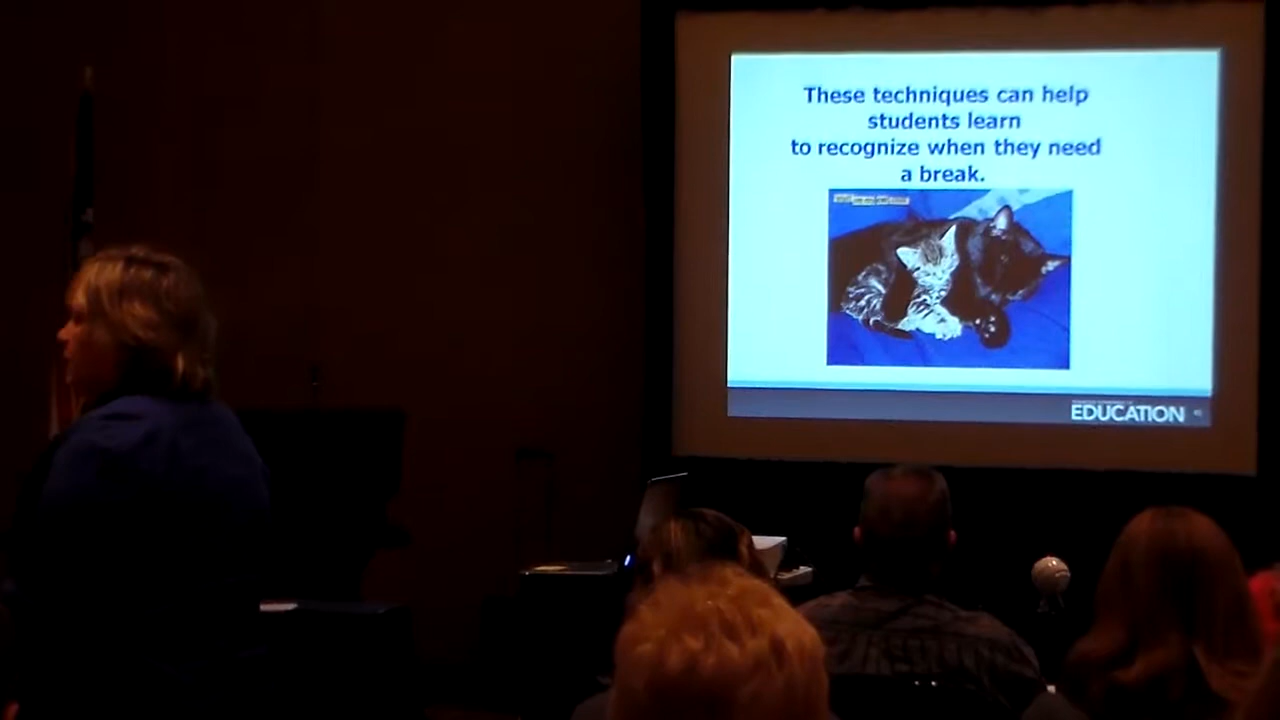 These techniques can help
students learn
to recognize when they need
a break.
EDUCATION